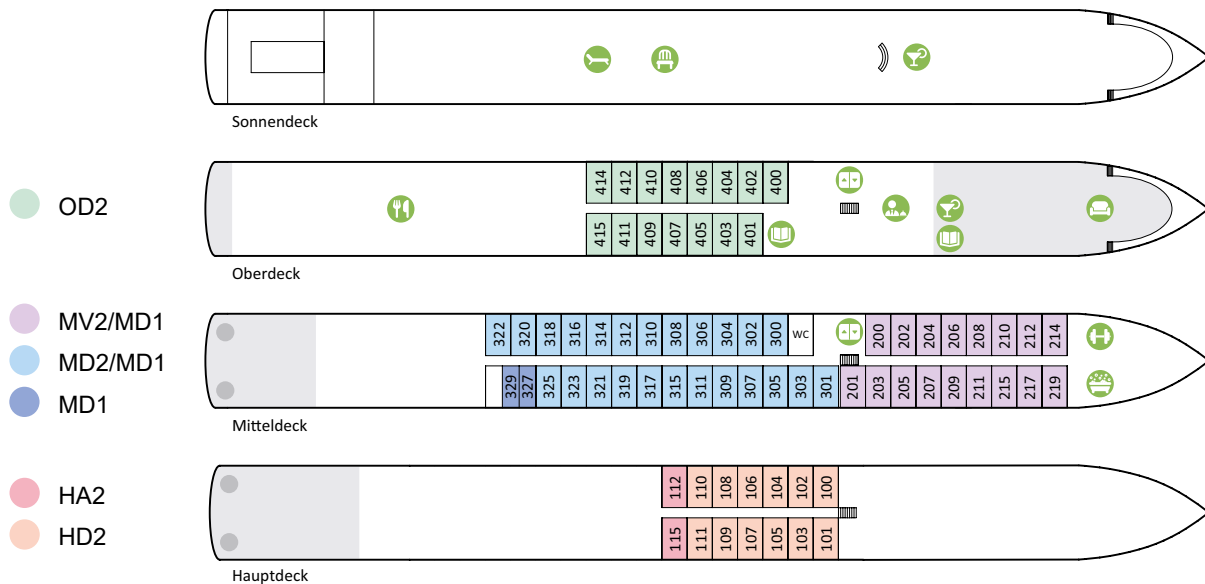 Sonnendeck
OD2
414 412 410 408 406 404 402 400
415 411 409 407 405 403 401
Oberdeck
MV2/MD1
MD2/MD1
MD1
322 320 318 316 314 312 310 308 306 304 302 300 WC 200 202 204 206 208 210 212 214
329 327 325 323 321 319 317 315 311 309 307 305 303 301 201 203 205 207 209 211 215 217 219
Mitteldeck
HA2
HD2
112 110 108 106 104 102 100
115 111 109 107 105 103 101
Hauptdeck